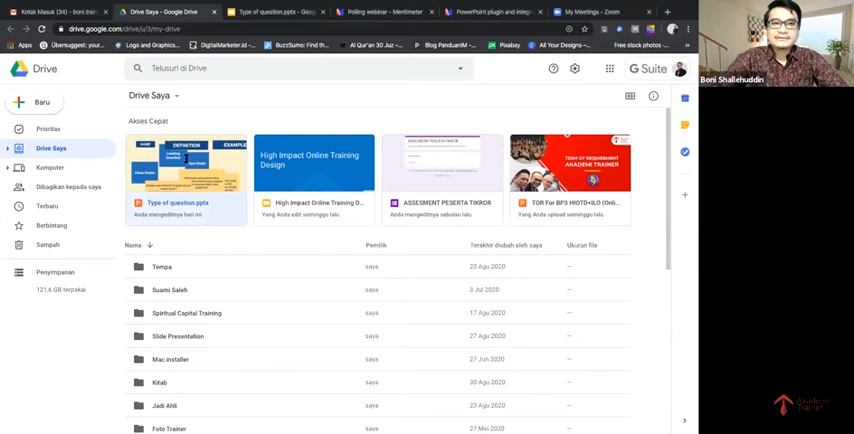 Kotak Masuk (34) - boni.train
Drive Saya - Google Drive
Type of question.pptx - Goog
Polling webinar - Mentimeter
PowerPoint plugin and integr
My Meetings - Zoom
drive.google.com/drive/u/3/my-drive
Apps
Übersuggest: your...
Logo and Graphics...
DigitalMarketer.id -...
BuzzSumo: Find th...
Al Qur'an 30 Juz,...
Blog PanduanM -...
Pixabay
All Your Designs,...
Free stock photos...
Drive
Telusuri di Drive
G Suite
Boni Shallehuddin
Baru
Drive Saya
Prioritas
Drive Saya
Komputer
Dibagikan kepada saya
Terbaru
Berbintang
Sampah
Penyimpanan
121,6 GB terpakai
Akses Cepat
NAME
DEFINITION
EXAMPLE
Leading Question
High Impact Online Training Design
ASSESMENT PESERTA TIKROR
TERM OF REQUIREMENT
AKADEMI TRAINER
Type of question.pptx
Anda mengeditnya hari ini
High Impact Online Training D...
Yang Anda edit seminggu lalu
ASSESMENT PESERTA TIKROR
Anda mengeditnya sebulan lalu
TOR FOR BP3 HIOTD+ILO (Onli...
Yang Anda upload seminggu lalu
Nama
Pemilik
Terakhir diubah oleh saya
Ukuran file
Tempa
saya
23 Agu 2020
—
Suami Saleh
saya
3 Jul 2020
—
Spiritual Capital Training
saya
17 Agu 2020
—
Slide Presentation
saya
27 Agu 2020
—
Mac installer
saya
27 Jun 2020
—
Kitab
saya
30 Agu 2020
—
Jadi Ahli
saya
23 Agu 2020
—
Foto Trainer
saya
27 Mei 2020
—
Akademi
Trainer